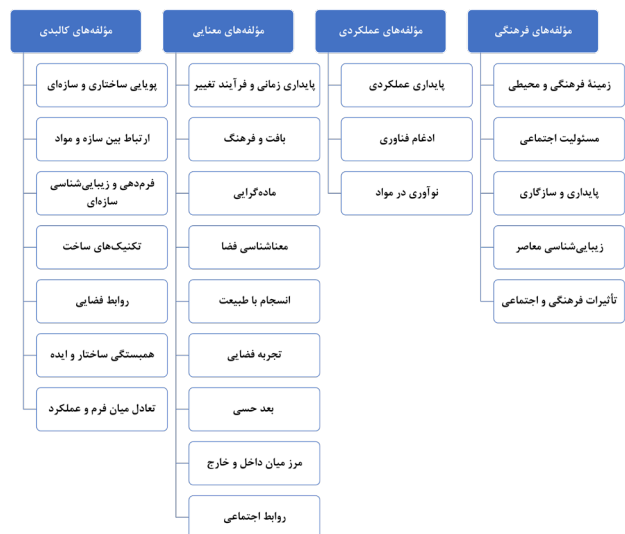 مؤلفه‌های فرهنگی
زمینهٔ فرهنگی و محیطی
مسئولیت اجتماعی
پایداری و سازگاری
زیبایی‌شناسی معاصر
تأثیرات فرهنگی و اجتماعی
مؤلفه‌های عملکردی
پایداری عملکردی
ادغام فناوری
نوآوری در مواد
مؤلفه‌های معنایی
پایداری زمانی و فرآیند تغییر
بافت و فرهنگ
ماده‌گرایی
معناشناسی فضا
انسجام با طبیعت
تجربه فضایی
بعد حسی
مرز میان داخل و خارج
روابط اجتماعی
مؤلفه‌های کالبدی
پویایی ساختاری و سازه‌ای
ارتباط بین سازه و مواد
فرم‌دهی و زیبایی‌شناسی
سازه‌ای
تکنیک‌های ساخت
روابط فضایی
همبستگی ساختار و ایده
تعادل میان فرم و عملکرد